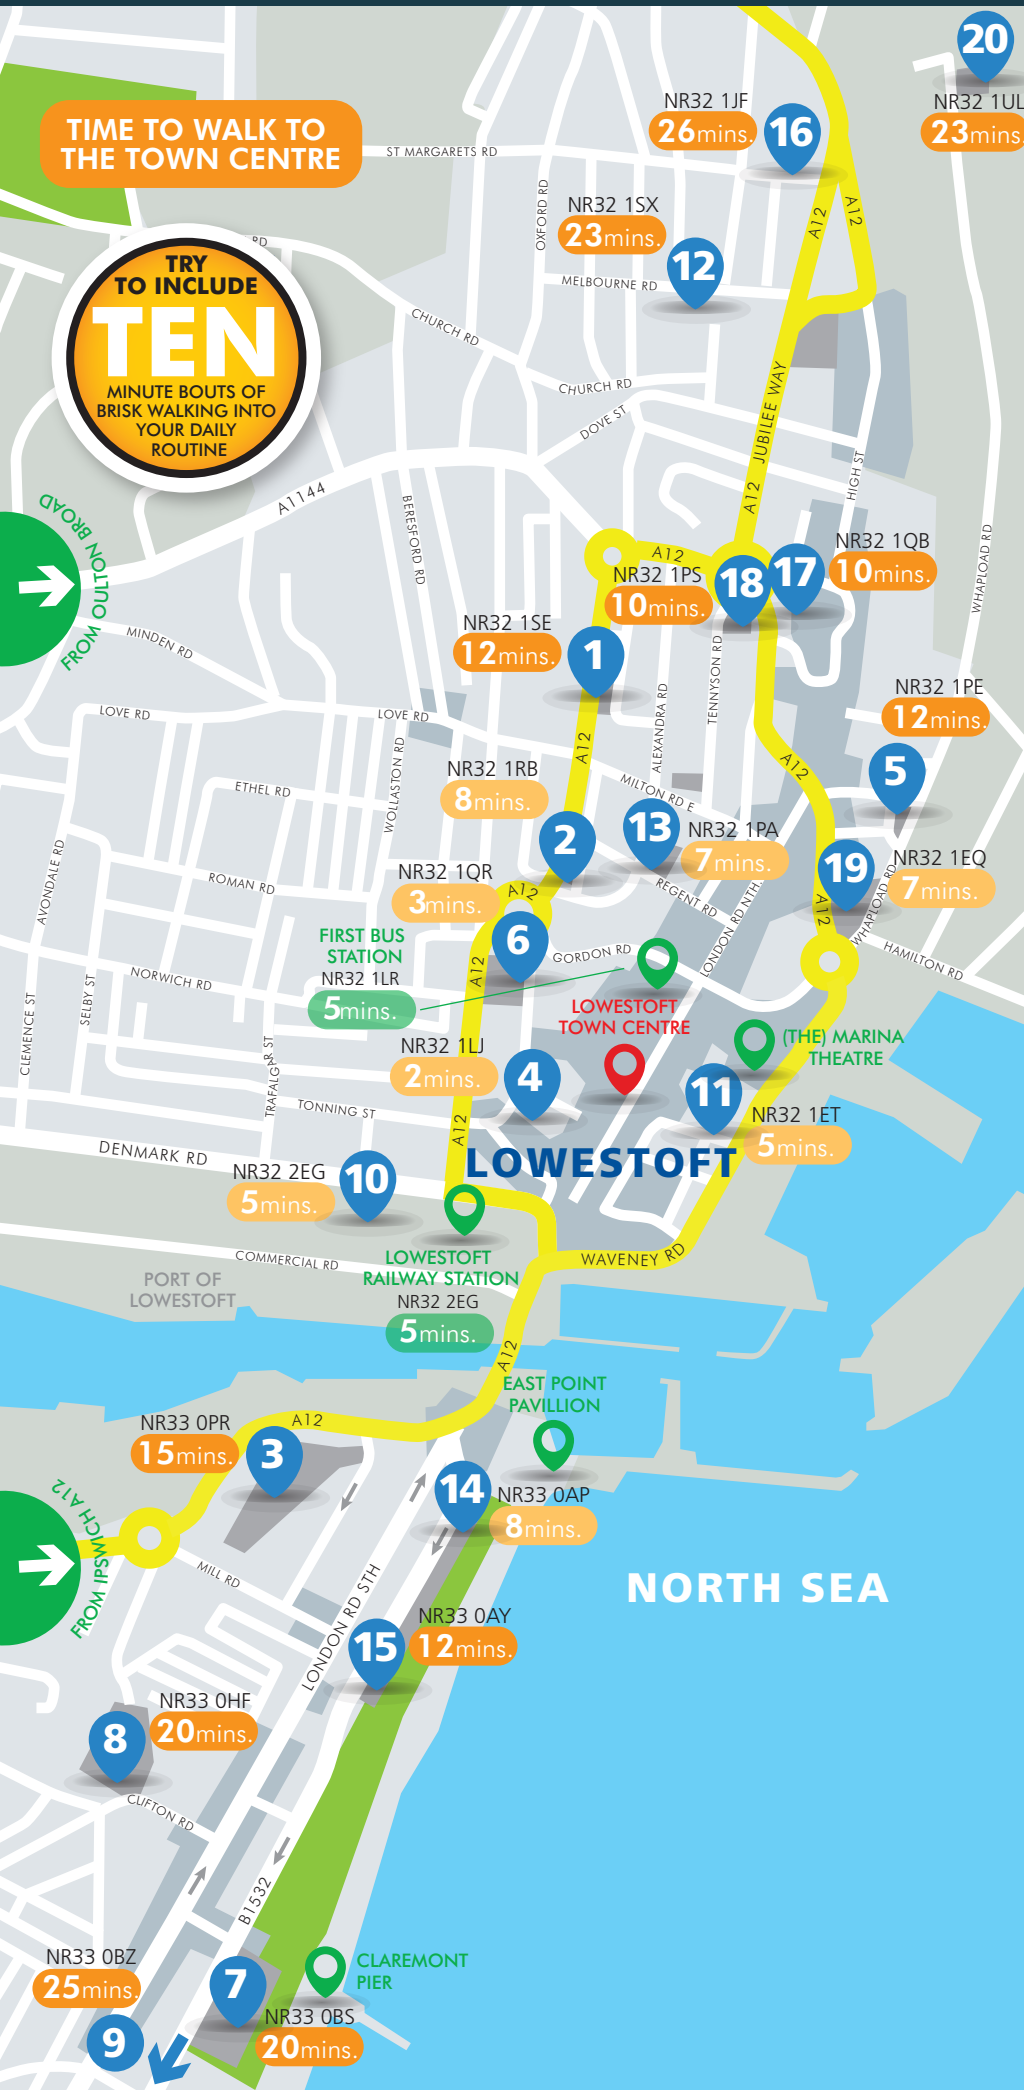 20
NR32 1UL
23mins.
NR32 1JF
26mins.
16
TIME TO WALK TO
THE TOWN CENTRE
ST MARGARETS RD
OXFORD RD
NR32 1SX
23mins.
12
A12
A12
RD
TRY
TO INCLUDE
TEN
MINUTE BOUTS OF
BRISK WALKING INTO
YOUR DAILY
ROUTINE
MELBOURNE RD
CHURCH RD
CHURCH RD
DOVE ST
A12 JUBILEE WAY
HIGH ST
A1144
BERESFORD RD
WHAPLOAD RD
FROM OULTON BROAD
A12
NR32 1PS
10mins.
18
17
NR32 1QB
10mins.
NR32 1SE
12mins.
1
MINDEN RD
TENNYSON RD
ALEXANDRA RD
NR32 1PE
12mins.
5
LOVE RD
LOVE RD
A12
A12
WOLLASTON RD
ETHEL RD
NR32 1RB
8mins.
2
MILTON RD E
13
NR32 1PA
7mins.
REGENT RD
19
NR32 1EQ
7mins.
AVONDALE RD
ROMAN RD
NR32 1QR
3mins.
A12
6
A12
WHAPLOAD RD
HAMILTON RD
LONDON RD NTH
GORDON RD
FIRST BUS
STATION
NR32 1LR
5mins.
A12
NORWICH RD
SELBY ST
CLEMENCE ST
LOWESTOFT
TOWN CENTRE
(THE) MARINA
THEATRE
NR32 1LJ
2mins.
4
11
NR32 1ET
5mins.
TRAFALGAR ST
TONNING ST
A12
DENMARK RD
LOWESTOFT
NR32 2EG
5mins.
10
COMMERCIAL RD
LOWESTOFT
RAILWAY STATION
NR32 2EG
5mins.
WAVENEY RD
PORT OF
LOWESTOFT
A12
EAST POINT
PAVILLION
NR33 0PR
15mins.
3
A12
14
NR33 0AP
8mins.
FROM IPSWICH A12
MILL RD
NORTH SEA
LONDON RD STH
NR33 0AY
12mins.
15
NR33 0HF
20mins.
8
CLIFTON RD
B1532
NR33 0BZ
25mins.
9
7
CLAREMONT
PIER
NR33 0BS
20mins.